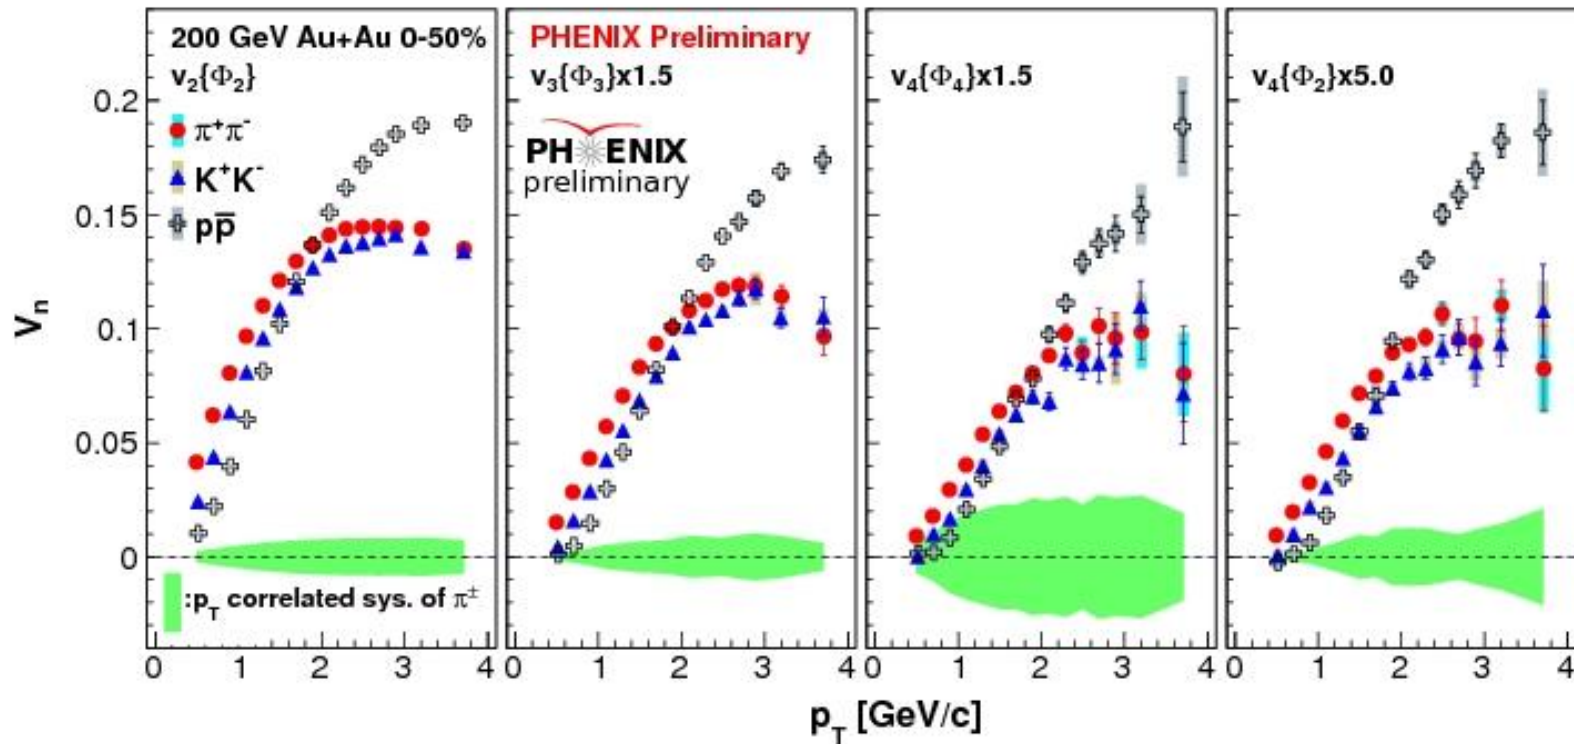 200 GeV Au+Au 0-50%
v₂{Φ₂}
π⁺π⁻
K⁺K⁻
pp̅
:p_T correlated sys. of π^±
PHENIX Preliminary
v₃{Φ₃}x1.5
PHENIX
preliminary
v₄{Φ₄}x1.5
v₄{Φ₂}x5.0
V_n
0.2
0.15
0.1
0.05
0
0 1 2 3 4 0 1 2 3 4 0 1 2 3 4 0 1 2 3 4
p_T [GeV/c]